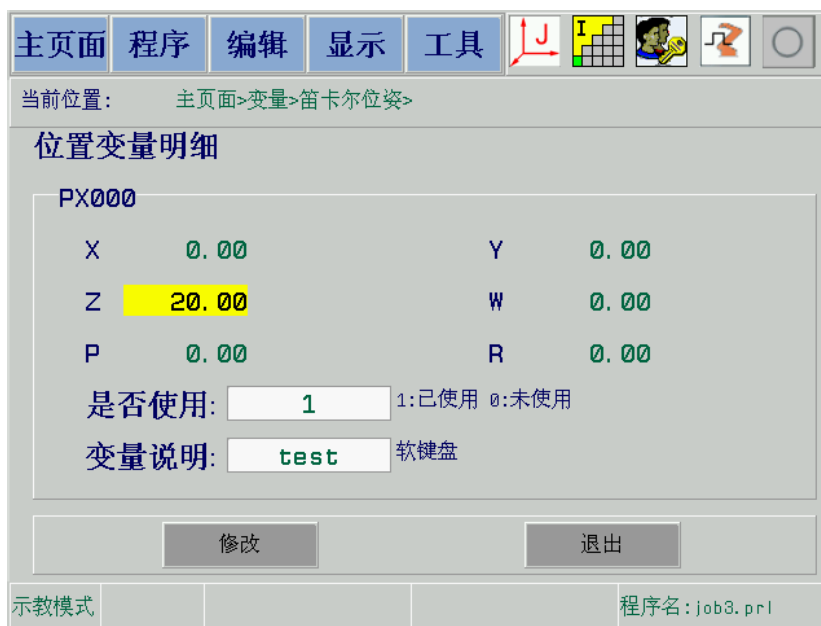 主页面 程序 编辑 显示 工具 J I
当前位置: 主页面>变量>笛卡尔位姿>
位置变量明细
PX000
X 0.00 Y 0.00
Z 20.00 W 0.00
P 0.00 R 0.00
是否使用: 1 1:已使用 0:未使用
变量说明: test 软键盘
修改 退出
示教模式 程序名:job3.prl